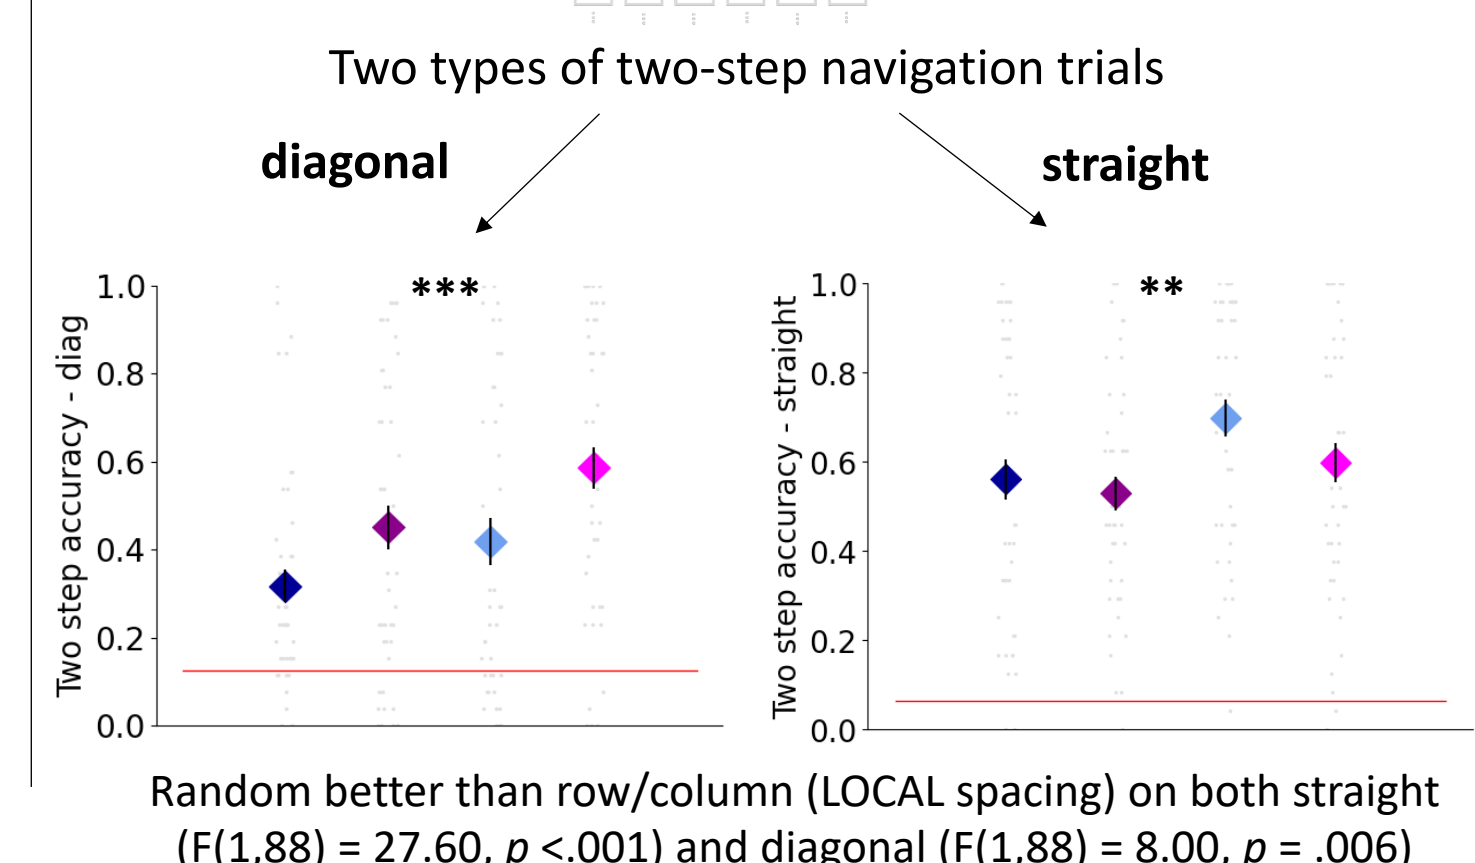 Two types of two-step navigation trials
diagonal
straight
***
Two step accuracy - diag
1.0
0.8
0.6
0.4
0.2
0.0
**
Two step accuracy - straight
1.0
0.8
0.6
0.4
0.2
0.0
Random better than row/column (LOCAL spacing) on both straight
(F(1,88) = 27.60, p <.001) and diagonal (F(1,88) = 8.00, p = .006)